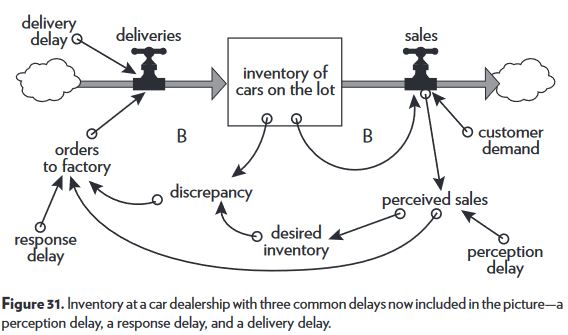 delivery
delay
deliveries
sales
inventory of
cars on the lot
B
B
customer
demand
orders
to factory
discrepancy
perceived sales
response
delay
desired
inventory
perception
delay
Figure 31. Inventory at a car dealership with three common delays now included in the picture—a
perception delay, a response delay, and a delivery delay.